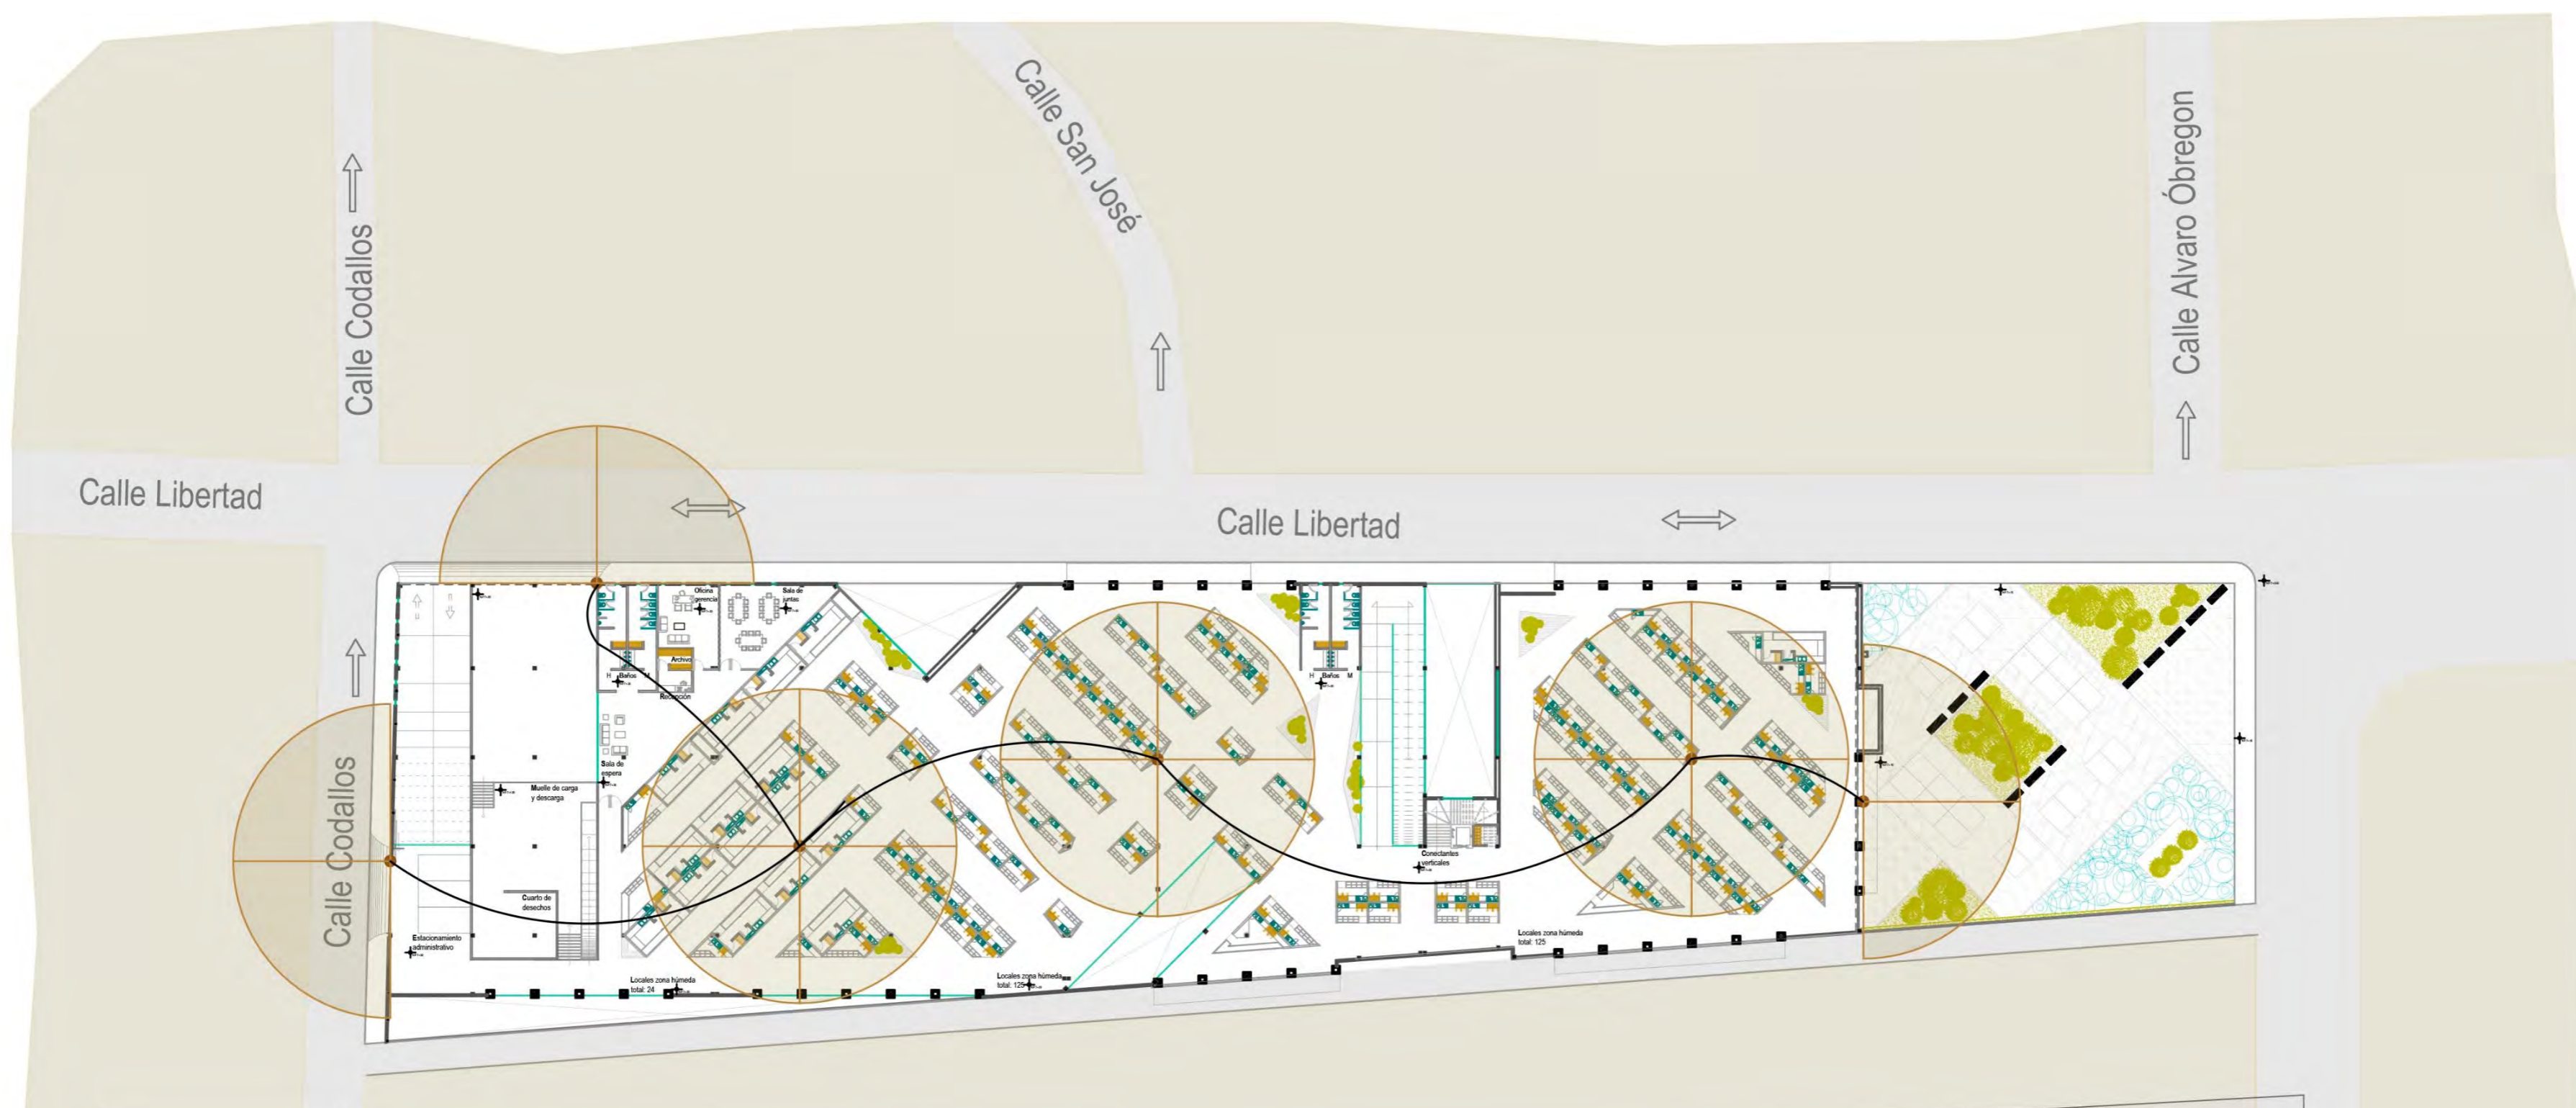 Calle San José
Calle Codallos
Calle Alvaro Óbregon
Calle Libertad
Calle Libertad
Oficina
gerencia
Sala de
juntas
Archivo
H Baños M
Recepción
H Baños M
Sala de
espera
Muelle de carga
y descarga
Calle Codallos
Conectantes
verticales
Cuarto de
desechos
Estacionamiento
administrativo
Locales zona húmeda
total: 125
Locales zona húmeda
total: 24
Locales zona húmeda
total: 125